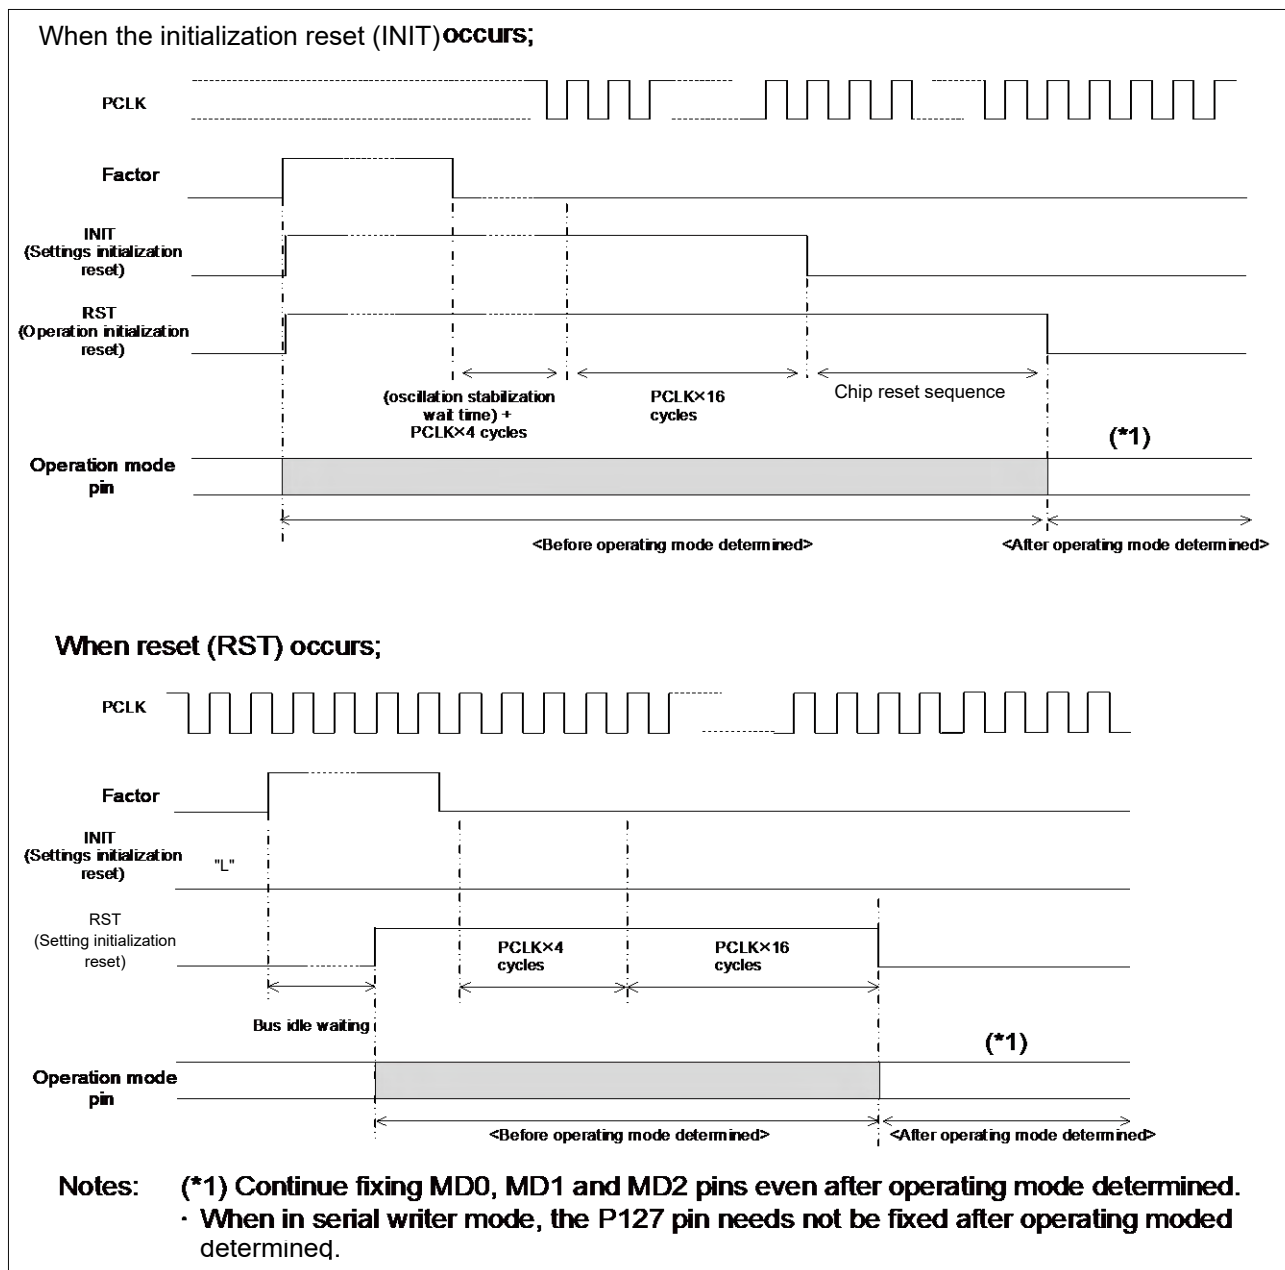 When the initialization reset (INIT) occurs;
PCLK
Factor
INIT
(Settings initialization
reset)
RST
(Operation initialization
reset)
(oscillation stabilization
wait time) +
PCLK×4 cycles
PCLK×16
cycles
Chip reset sequence
(*1)
Operation mode
pin
<Before operating mode determined>
<After operating mode determined>
When reset (RST) occurs;
PCLK
Factor
INIT
(Settings initialization
reset)
"L"
RST
(Setting initialization
reset)
PCLK×4
cycles
PCLK×16
cycles
Bus idle waiting
(*1)
Operation mode
pin
<Before operating mode determined>
<After operating mode determined>
Notes: (*1) Continue fixing MD0, MD1 and MD2 pins even after operating mode determined.
· When in serial writer mode, the P127 pin needs not be fixed after operating moded
determined.